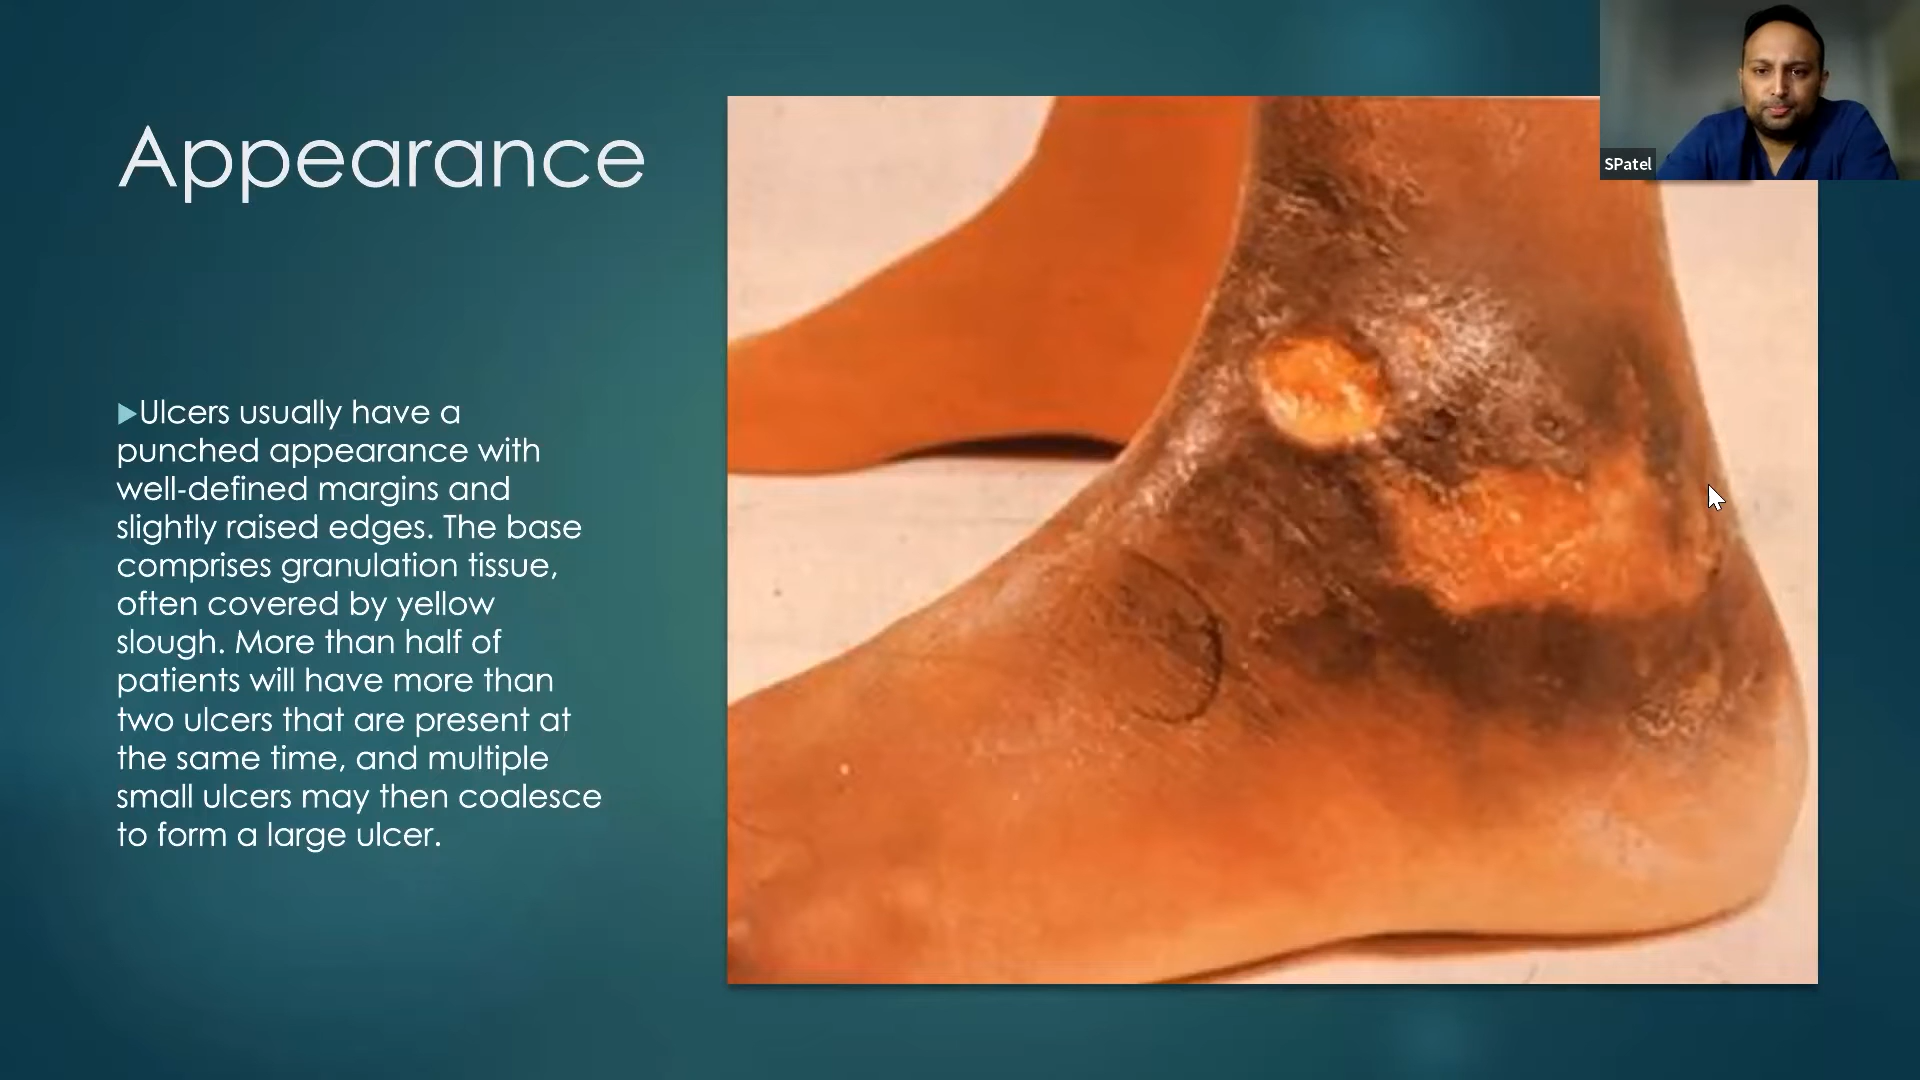 SPatel
Appearance
Ulcers usually have a
punched appearance with
well-defined margins and
slightly raised edges. The base
comprises granulation tissue,
often covered by yellow
slough. More than half of
patients will have more than
two ulcers that are present at
the same time, and multiple
small ulcers may then coalesce
to form a large ulcer.